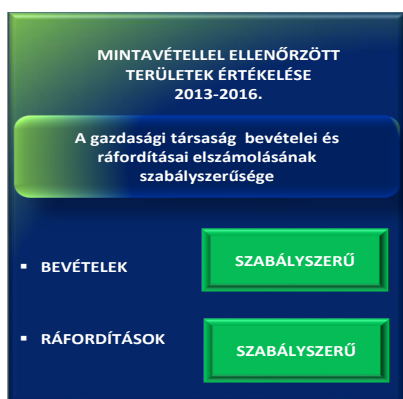 MINTAVÉTELLEL ELLENŐRZÖTT
TERÜLETEK ÉRTÉKELÉSE
2013-2016.
A gazdasági társaság bevételei és
ráfordításai elszámolásának
szabályszerűsége
▪ BEVÉTELEK
SZABÁLYSZERŰ
▪ RÁFORDÍTÁSOK
SZABÁLYSZERŰ